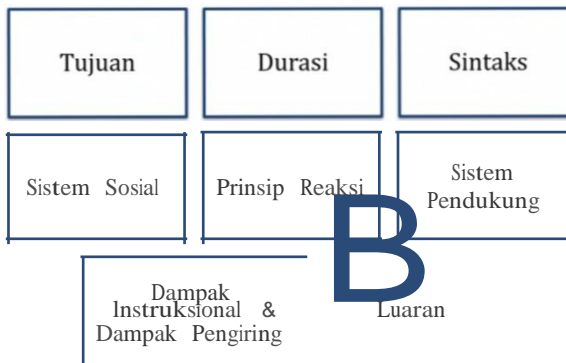 Tujuan Durasi Sintaks
Sistem Sosial Prinsip Reaksi Sistem
Pendukung
B
Dampak
Instruksional & Luaran
Dampak Pengiring